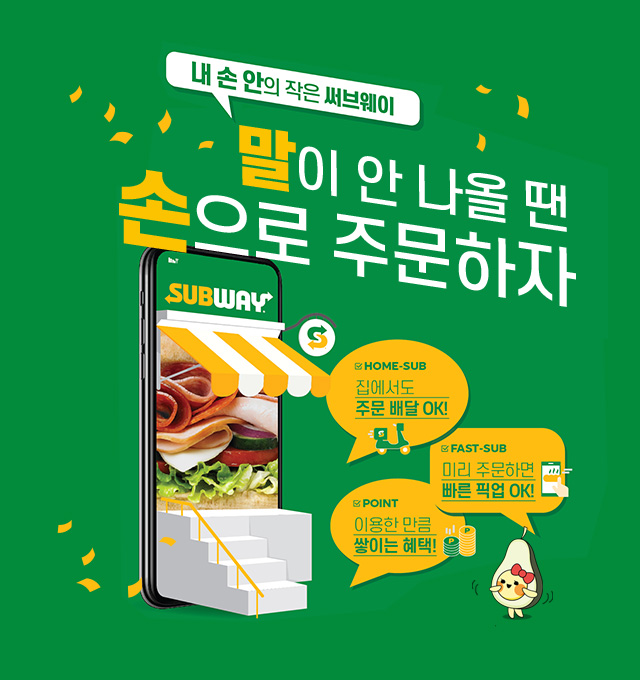 내 손 안의 작은 써브웨이
말이 안 나올 땐
손으로 주문하자
SUBWAY
S
HOME-SUB
집에서도
주문 배달 OK!
FAST-SUB
미리 주문하면
빠른 픽업 OK!
POINT
이용한 만큼
쌓이는 혜택!
P
P